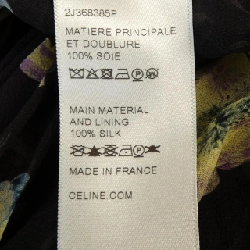 2J368385P
MATIERE PRINCIPALE
ET DOUBLURE
100% SOIE
MAIN MATERIAL
AND LINING
100% SILK
MADE IN FRANCE
CELINE.COM